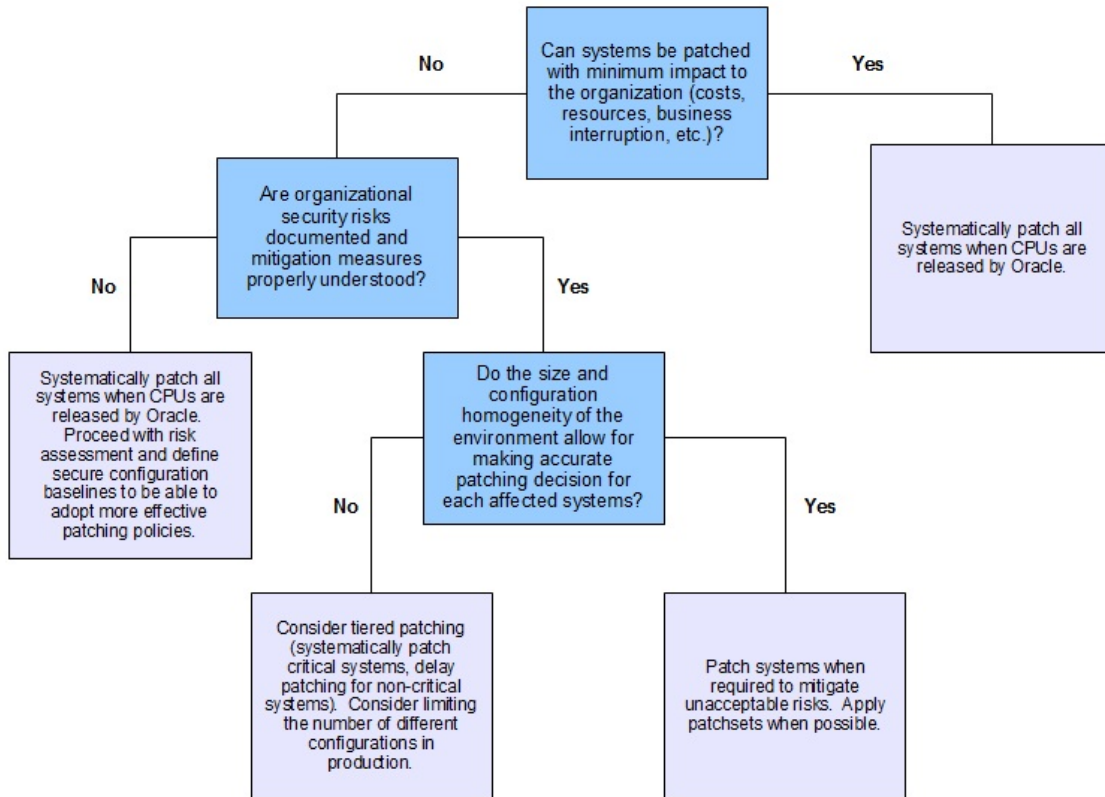 Can systems be patched
with minimum impact to
the organization (costs,
resources, business
interruption, etc.)?
No
Yes
Are organizational
security risks
documented and
mitigation measures
properly understood?
Systematically patch all
systems when CPUs are
released by Oracle.
No
Yes
Systematically patch all
systems when CPUs are
released by Oracle.
Proceed with risk
assessment and define
secure configuration
baselines to be able to
adopt more effective
patching policies.
Do the size and
configuration
homogeneity of the
environment allow for
making accurate
patching decision for
each affected systems?
No
Yes
Consider tiered patching
(systematically patch
critical systems, delay
patching for non-critical
systems). Consider limiting
the number of different
configurations in
production.
Patch systems when
required to mitigate
unacceptable risks. Apply
patchsets when possible.